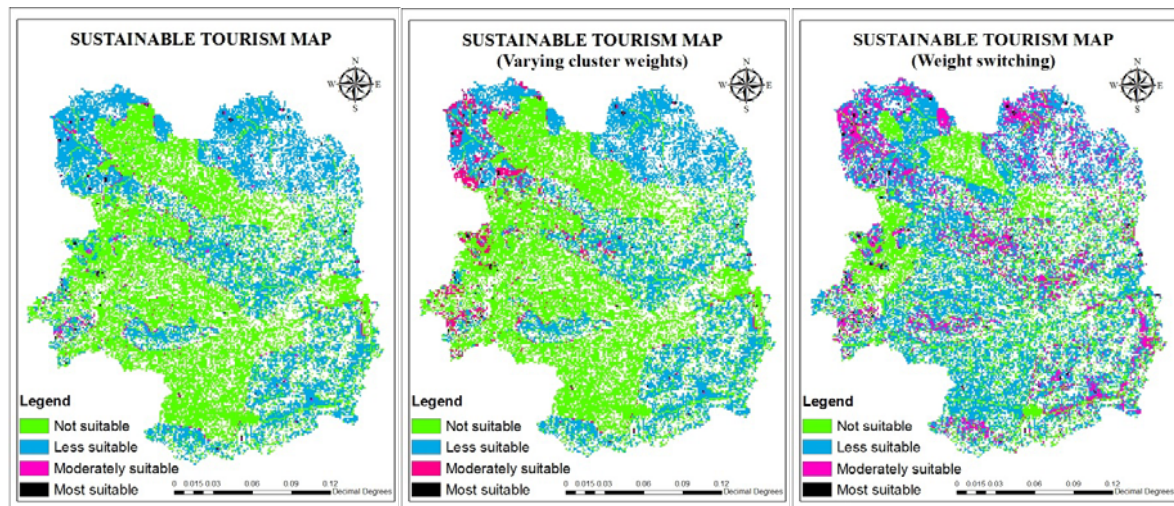 SUSTAINABLE TOURISM MAP
N
W E
S
Legend
Not suitable
Less suitable
Moderately suitable
Most suitable
0 0.015 0.03 0.06 0.09 0.12
Decimal Degrees
SUSTAINABLE TOURISM MAP
(Varying cluster weights)
N
W E
S
Legend
Not suitable
Less suitable
Moderately suitable
Most suitable
0 0.015 0.03 0.06 0.09 0.12
Decimal Degrees
SUSTAINABLE TOURISM MAP
(Weight switching)
N
W E
S
Legend
Not suitable
Less suitable
Moderately suitable
Most suitable
0 0.015 0.03 0.06 0.09 0.12
Decimal Degrees